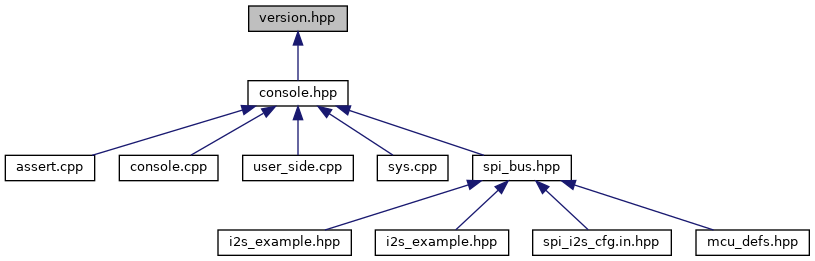 version.hpp
console.hpp
assert.cpp
console.cpp
user_side.cpp
sys.cpp
spi_bus.hpp
i2s_example.hpp
i2s_example.hpp
spi_i2s_cfg.in.hpp
mcu_defs.hpp